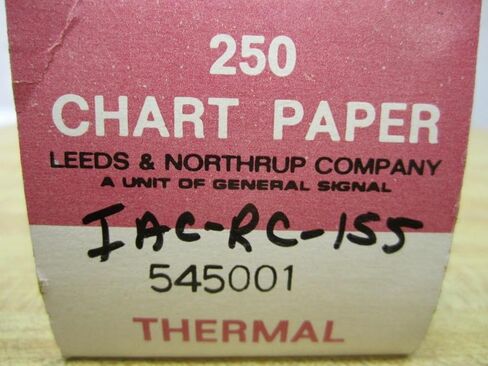 250
CHART PAPER
LEEDS & NORTHRUP COMPANY
A UNIT OF GENERAL SIGNAL
IAC-RC-155
545001
THERMAL